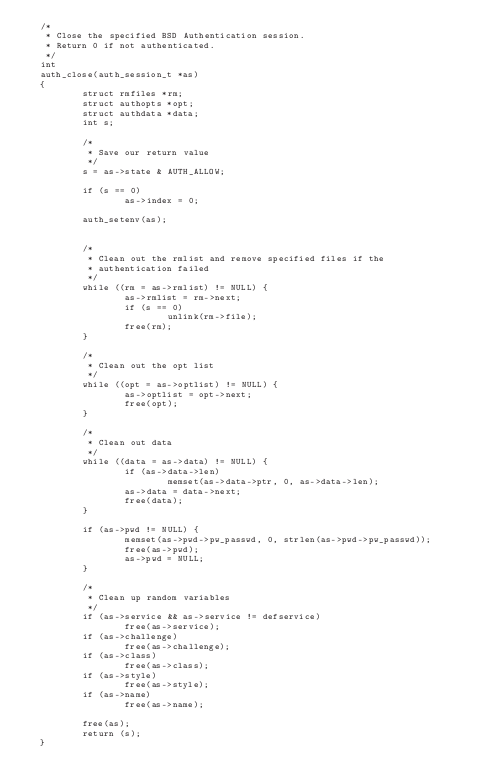 /*
 * Close the specified BSD Authentication session.
 * Return 0 if not authenticated.
 */
int
auth_close(auth_session_t *as)
{
        struct rmfiles *rm;
        struct authopts *opt;
        struct authdata *data;
        int s;

        /*
         * Save our return value
         */
        s = as->state & AUTH_ALLOW;

        if (s == 0)
                as->index = 0;

        auth_setenv(as);


        /*
         * Clean out the rmlist and remove specified files if the
         * authentication failed
         */
        while ((rm = as->rmlist) != NULL) {
                as->rmlist = rm->next;
                if (s == 0)
                        unlink(rm->file);
                free(rm);
        }

        /*
         * Clean out the opt list
         */
        while ((opt = as->optlist) != NULL) {
                as->optlist = opt->next;
                free(opt);
        }

        /*
         * Clean out data
         */
        while ((data = as->data) != NULL) {
                if (as->data->len)
                        memset(as->data->ptr, 0, as->data->len);
                as->data = data->next;
                free(data);
        }

        if (as->pwd != NULL) {
                memset(as->pwd->pw_passwd, 0, strlen(as->pwd->pw_passwd));
                free(as->pwd);
                as->pwd = NULL;
        }

        /*
         * Clean up random variables
         */
        if (as->service && as->service != defservice)
                free(as->service);
        if (as->challenge)
                free(as->challenge);
        if (as->class)
                free(as->class);
        if (as->style)
                free(as->style);
        if (as->name)
                free(as->name);

        free(as);
        return (s);
}